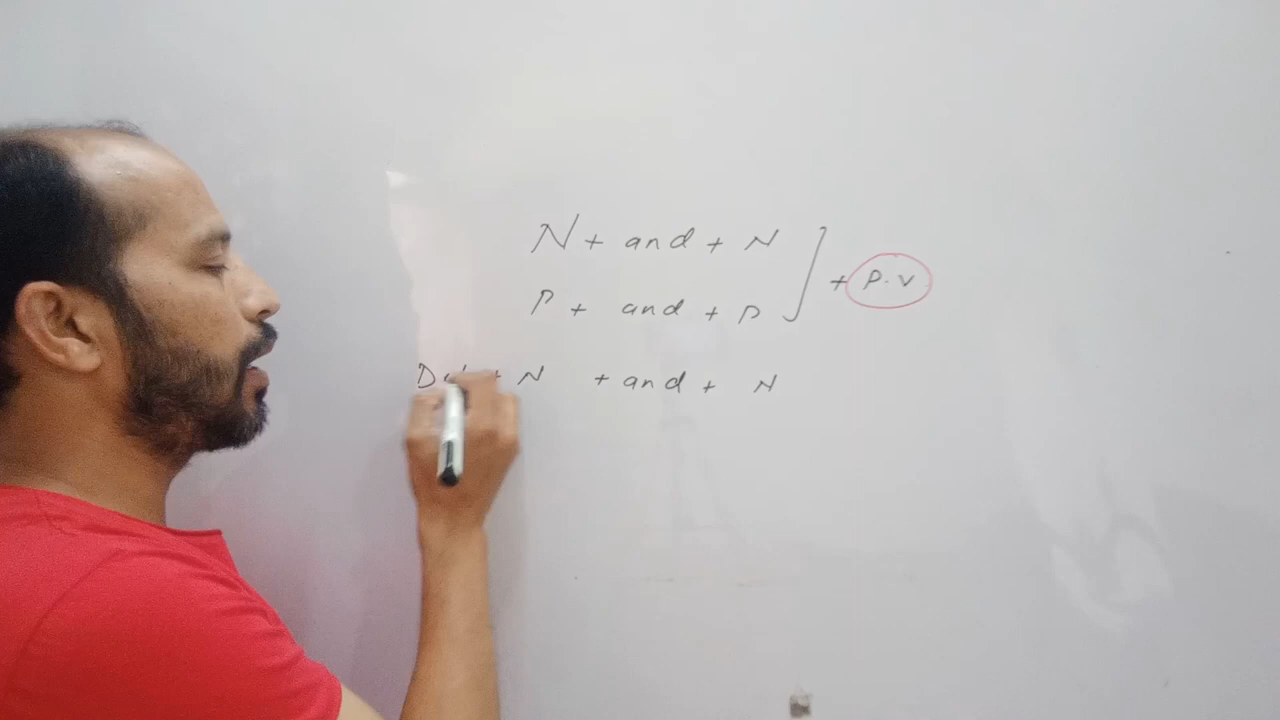 N + and + N
P + and + P
+ P.V
+ N + and + N